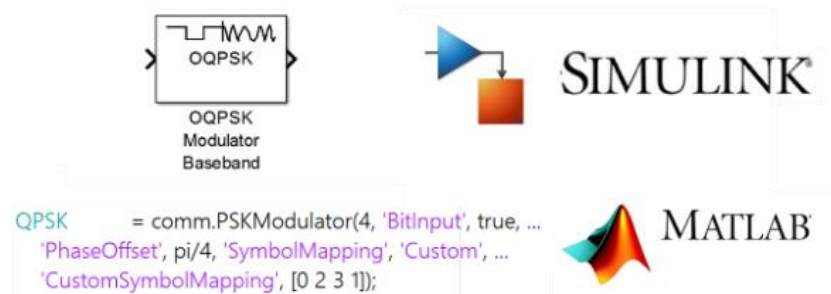 OQPSK
OQPSK
Modulator
Baseband
SIMULINK®
QPSK = comm.PSKModulator(4, 'BitInput', true, ...
'PhaseOffset', pi/4, 'SymbolMapping', 'Custom', ...
'CustomSymbolMapping', [0 2 3 1]);
MATLAB